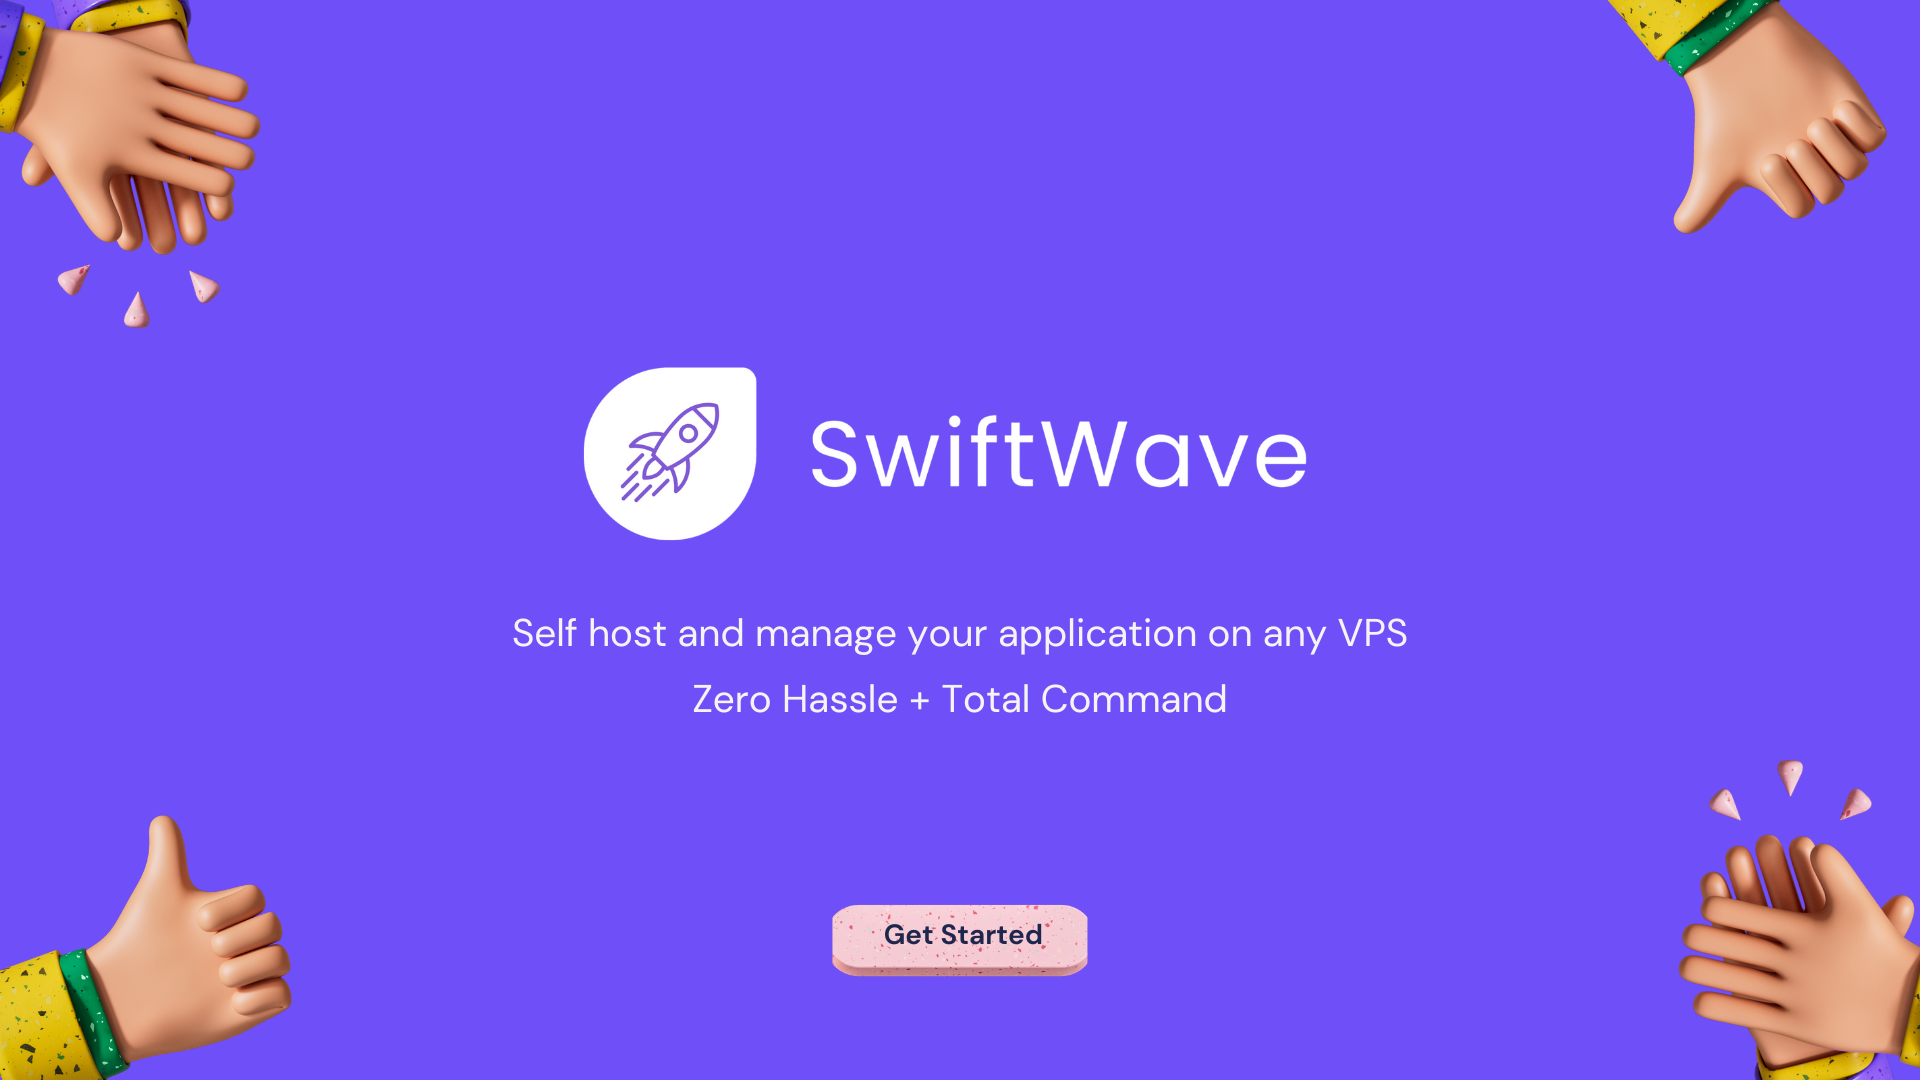 SwiftWave
Self host and manage your application on any VPS
Zero Hassle + Total Command
Get Started